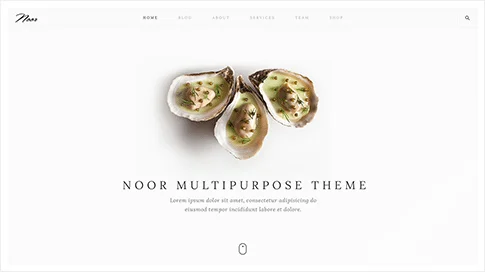 Noor
HOME BLOG ABOUT SERVICES TEAM SHOP
NOOR MULTIPURPOSE THEME
Lorem ipsum dolor sit amet, consectetur adipisicing do
eiusmod tempor incididunt labore et dolore.